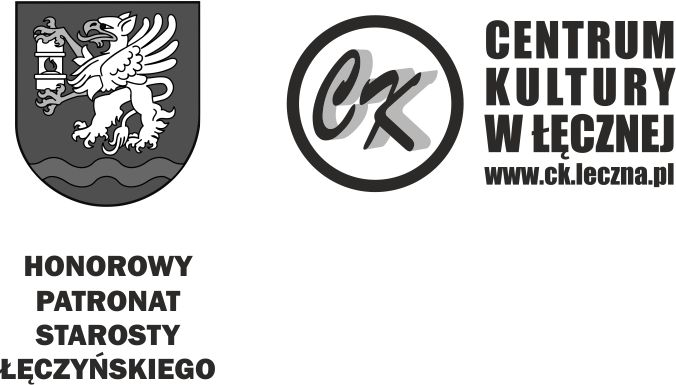 CK
CENTRUM
KULTURY
W ŁĘCZNEJ
www.ck.leczna.pl
HONOROWY
PATRONAT
STAROSTY
ŁĘCZYŃSKIEGO